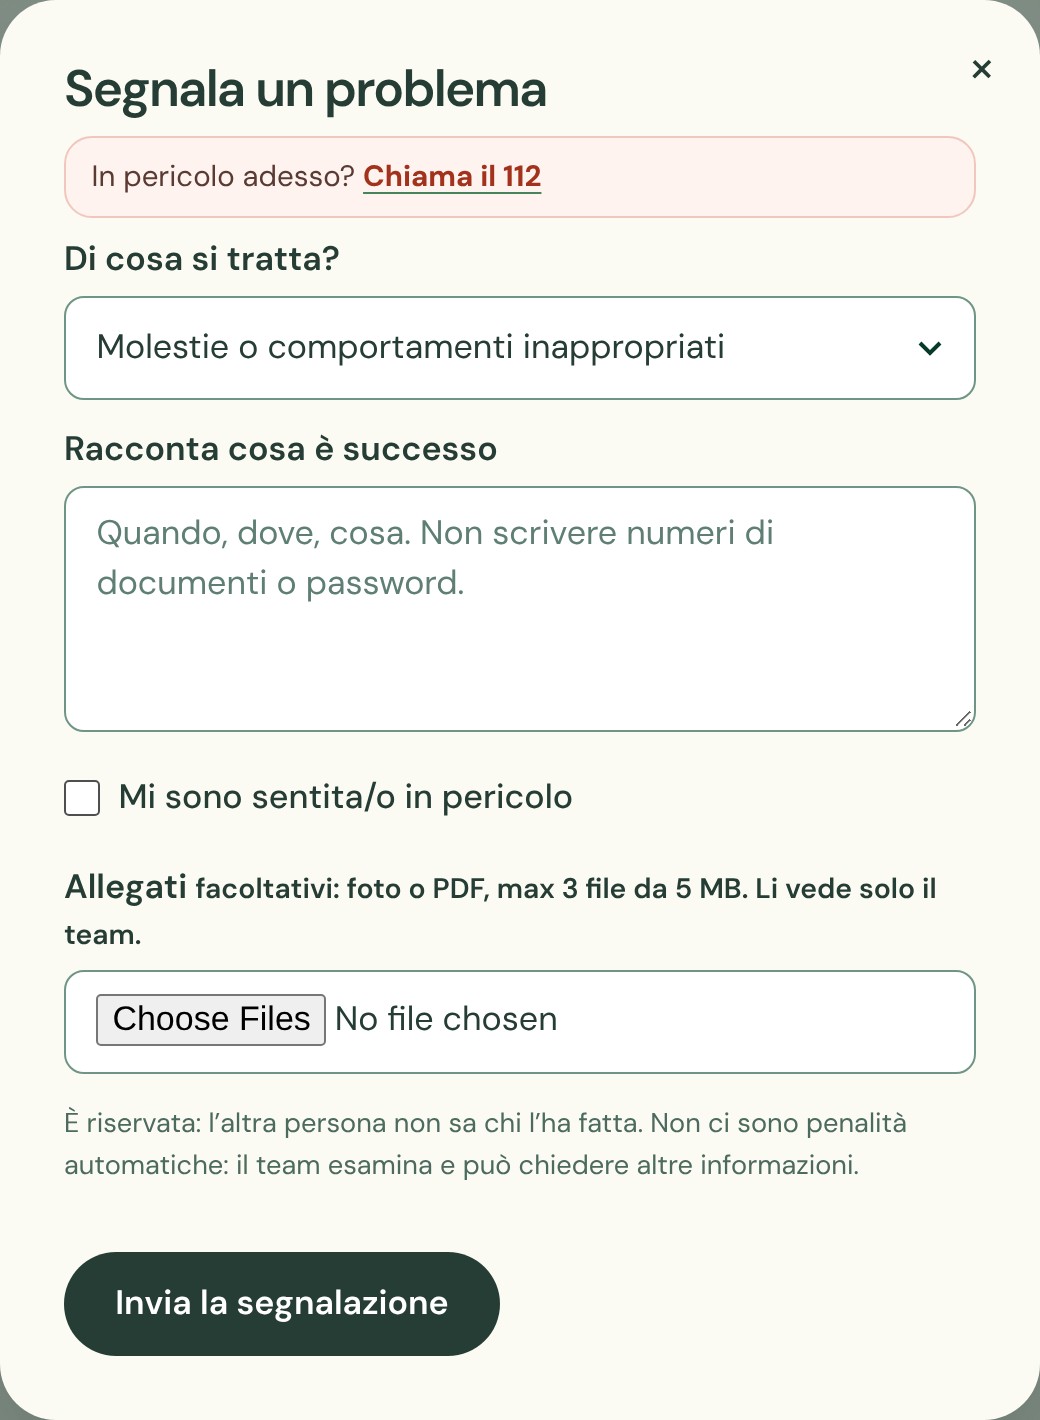 Segnala un problema
×
In pericolo adesso? Chiama il 112
Di cosa si tratta?
Molestie o comportamenti inappropriati
Racconta cosa è successo
Quando, dove, cosa. Non scrivere numeri di
documenti o password.
Mi sono sentita/o in pericolo
Allegati facoltativi: foto o PDF, max 3 file da 5 MB. Li vede solo il
team.
Choose Files No file chosen
È riservata: l’altra persona non sa chi l’ha fatta. Non ci sono penalità
automatiche: il team esamina e può chiedere altre informazioni.
Invia la segnalazione